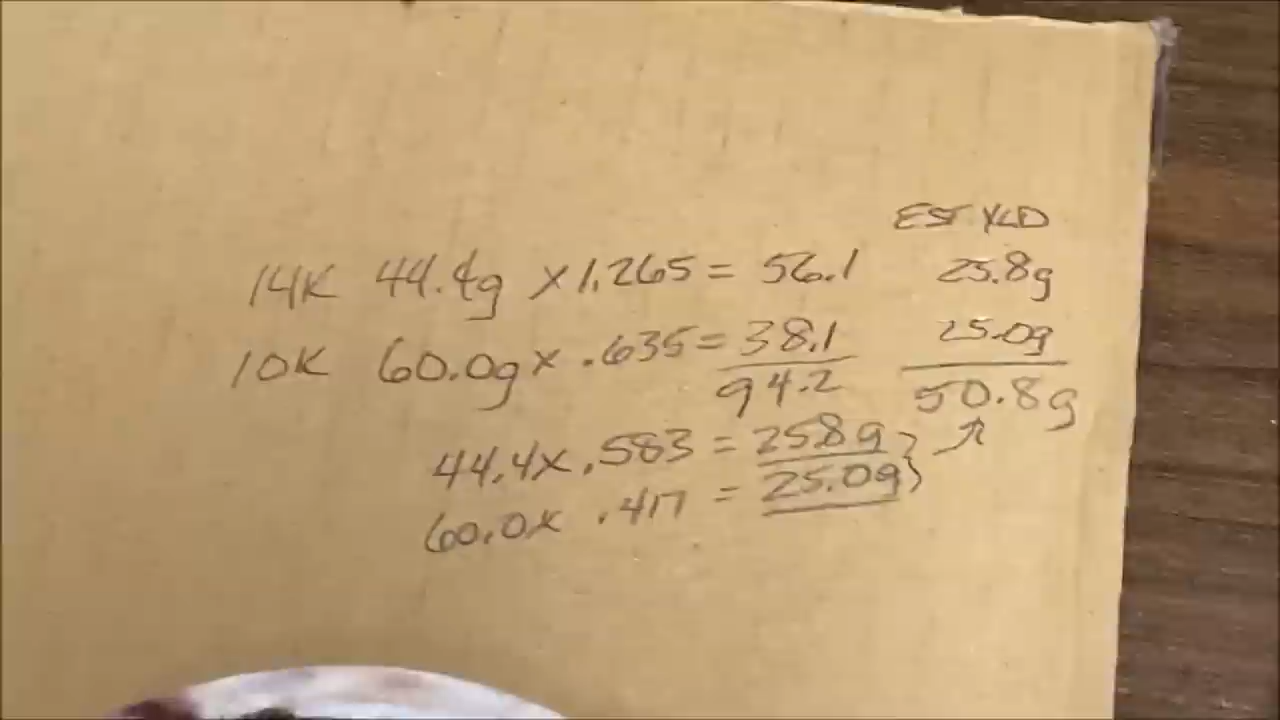 EST YLD
14K 44.4g x 1.265 = 56.1 25.8g
10K 60.0g x .635 = 38.1 25.0g
94.2 50.8g
44.4 x .583 = 25.8g
60.0 x .417 = 25.0g